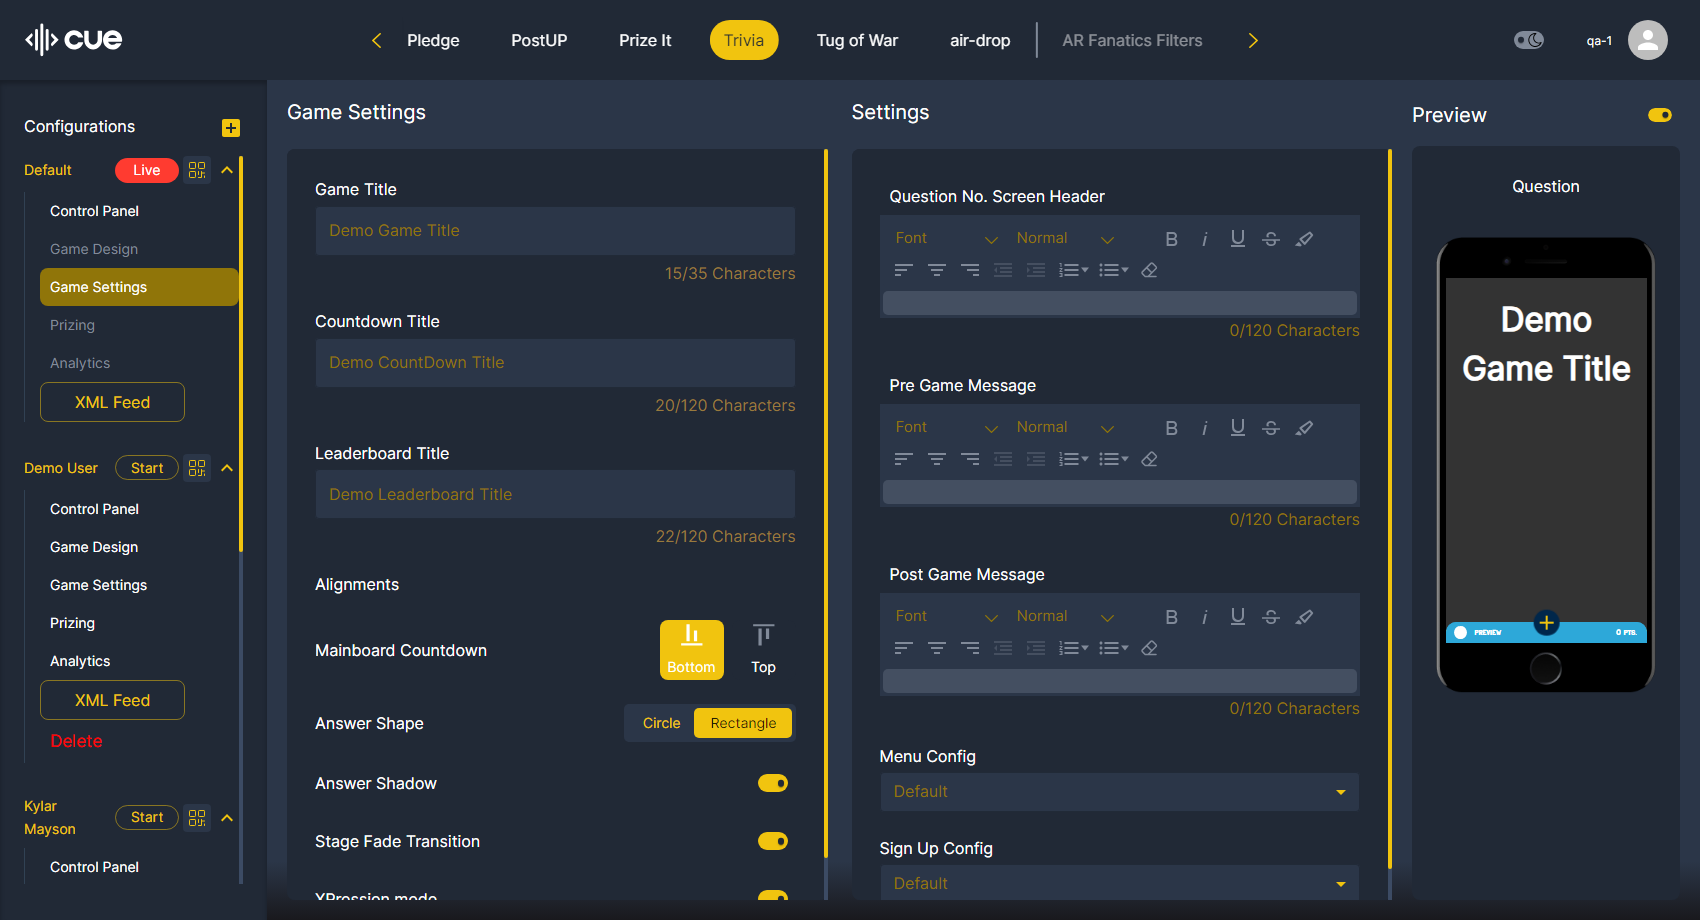 cue
Pledge
PostUP
Prize It
Trivia
Tug of War
air-drop
AR Fanatics Filters
qa-1
Configurations
Default
Live
Control Panel
Game Design
Game Settings
Prizing
Analytics
XML Feed
Demo User
Start
Control Panel
Game Design
Game Settings
Prizing
Analytics
XML Feed
Delete
Kylar
Mayson
Start
Control Panel
Game Settings
Game Title
Demo Game Title
15/35 Characters
Countdown Title
Demo CountDown Title
20/120 Characters
Leaderboard Title
Demo Leaderboard Title
22/120 Characters
Alignments
Mainboard Countdown
Bottom
Top
Answer Shape
Circle
Rectangle
Answer Shadow
Stage Fade Transition
XPression mode
Settings
Question No. Screen Header
Font
Normal
B i U S
0/120 Characters
Pre Game Message
Font
Normal
B i U S
0/120 Characters
Post Game Message
Font
Normal
B i U S
0/120 Characters
Menu Config
Default
Sign Up Config
Default
Preview
Question
Demo
Game Title
PREVIEW
0 PTS.